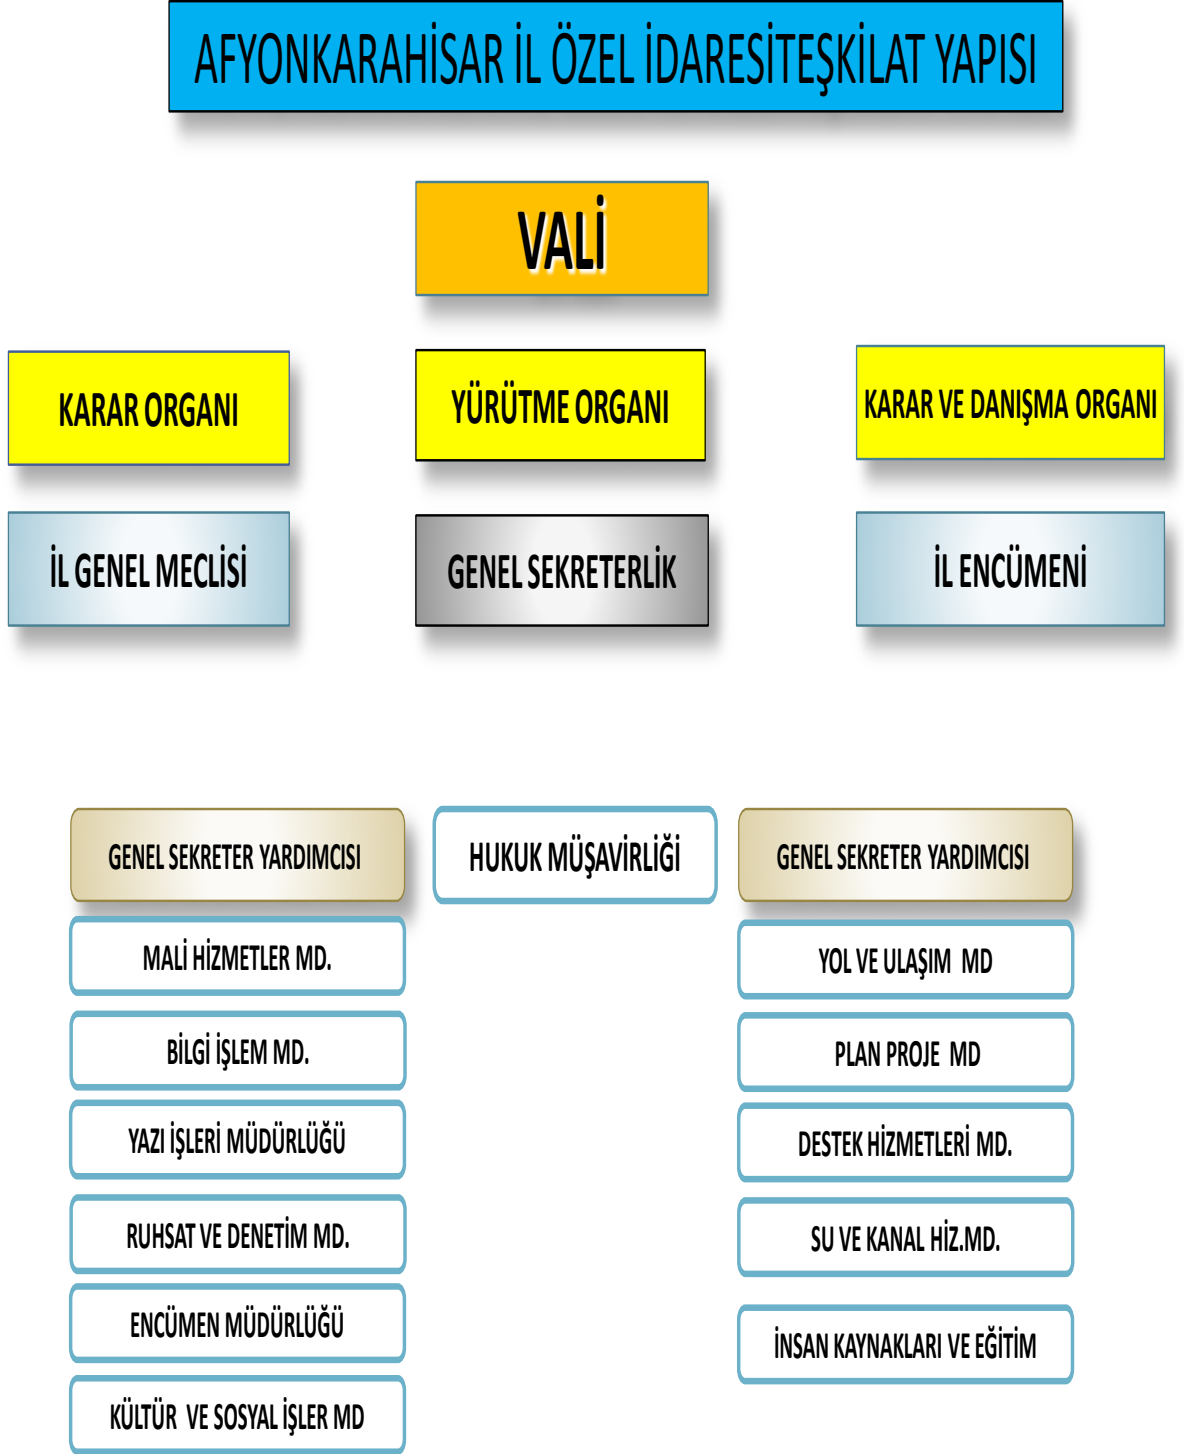 AFYONKARAHİSAR İL ÖZEL İDARESİTEŞKİLAT YAPISI
VALİ
KARAR ORGANI
YÜRÜTME ORGANI
KARAR VE DANIŞMA ORGANI
İL GENEL MECLİSİ
GENEL SEKRETERLİK
İL ENCÜMENİ
GENEL SEKRETER YARDIMCISI
HUKUK MÜŞAVİRLİĞİ
GENEL SEKRETER YARDIMCISI
MALİ HİZMETLER MD.
BİLGİ İŞLEM MD.
YAZI İŞLERİ MÜDÜRLÜĞÜ
RUHSAT VE DENETİM MD.
ENCÜMEN MÜDÜRLÜĞÜ
KÜLTÜR VE SOSYAL İŞLER MD
YOL VE ULAŞIM MD
PLAN PROJE MD
DESTEK HİZMETLERİ MD.
SU VE KANAL HİZ.MD.
İNSAN KAYNAKLARI VE EĞİTİM